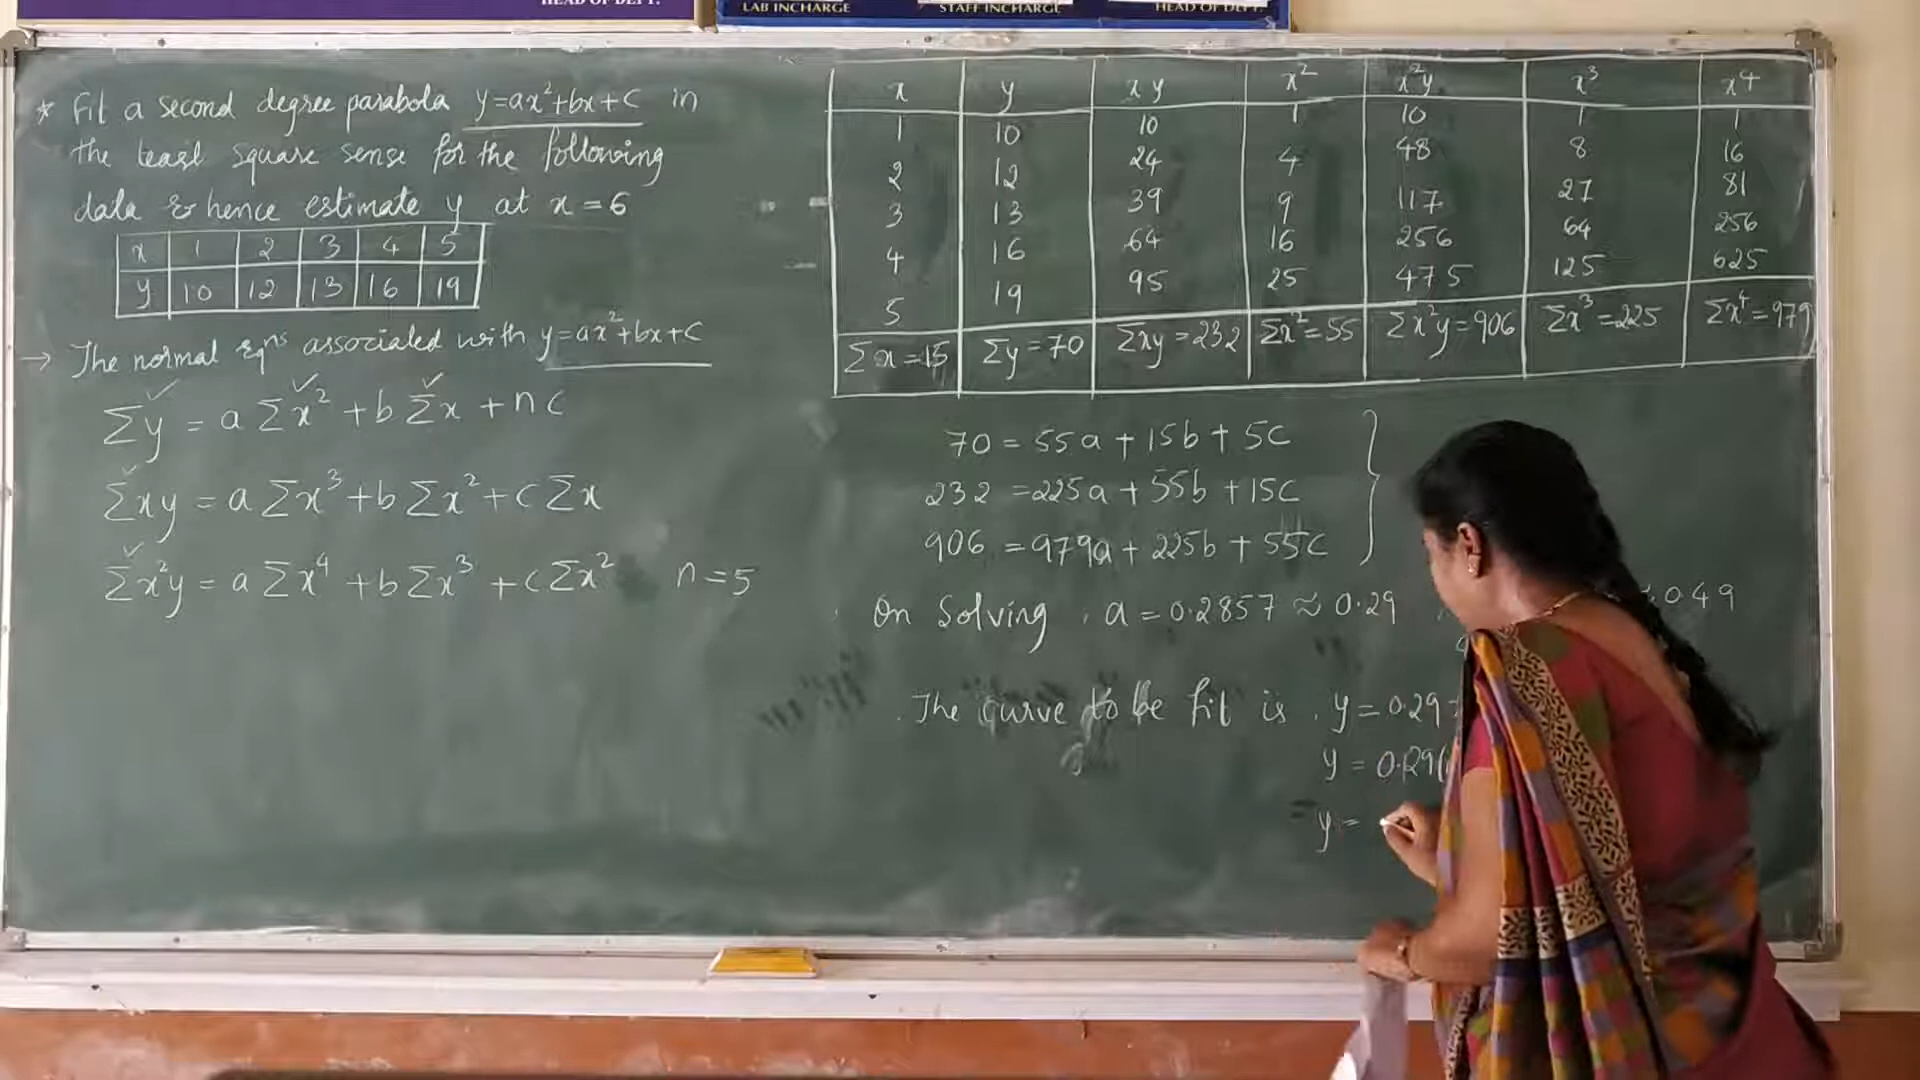 HEAD OF DEPT.
LAB INCHARGE STAFF INCHARGE HEAD OF DEPT.
* Fit a second degree parabola y=ax²+bx+c in
the least square sense for the following
data & hence estimate y at x=6
x 1 2 3 4 5
y 10 12 13 16 19
→ The normal Eqns associated with y=ax²+bx+c
Σy = aΣx² + bΣx + nc
Σxy = aΣx³ + bΣx² + cΣx
Σx²y = aΣx⁴ + bΣx³ + cΣx² n=5
x y xy x² x²y x³ x⁴
1 10 10 1 10 1 1
2 12 24 4 48 8 16
3 13 39 9 117 27 81
4 16 64 16 256 64 256
5 19 95 25 475 125 625
Σx=15 Σy=70 Σxy=232 Σx²=55 Σx²y=906 Σx³=225 Σx⁴=979
70 = 55a + 15b + 5c
232 = 225a + 55b + 15c
906 = 979a + 225b + 55c
On Solving, a = 0.2857 ≈ 0.29 .049
The curve to be fit is, y = 0.29
y = 0.29(
y =